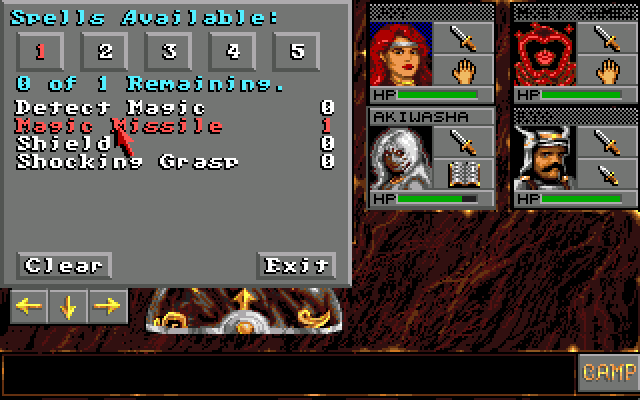 Spells Available:
1 2 3 4 5
0 of 1 Remaining.
Detect Magic 0
Magic Missile 1
Shield 0
Shocking Grasp 0
Clear Exit
HP HP
AKIWASHA
HP HP
CAMP